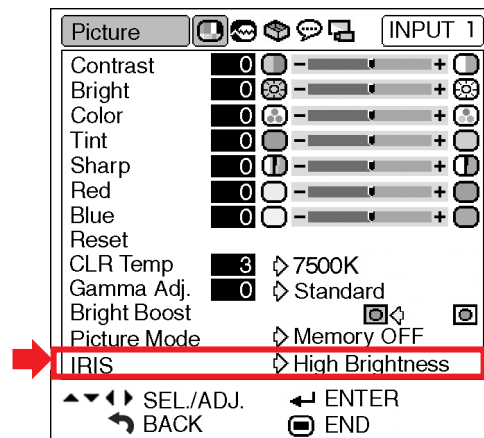 Picture INPUT 1
Contrast 0 - +
Bright 0 - +
Color 0 - +
Tint 0 - +
Sharp 0 - +
Red 0 - +
Blue 0 - +
Reset
CLR Temp 3 7500K
Gamma Adj. 0 Standard
Bright Boost
Picture Mode Memory OFF
IRIS High Brightness
SEL./ADJ. ENTER
BACK END